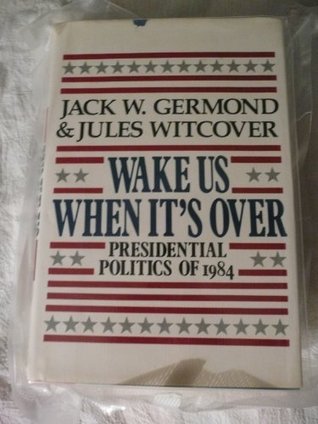 JACK W. GERMOND
& JULES WITCOVER
WAKE US
WHEN IT'S OVER
PRESIDENTIAL
POLITICS OF 1984